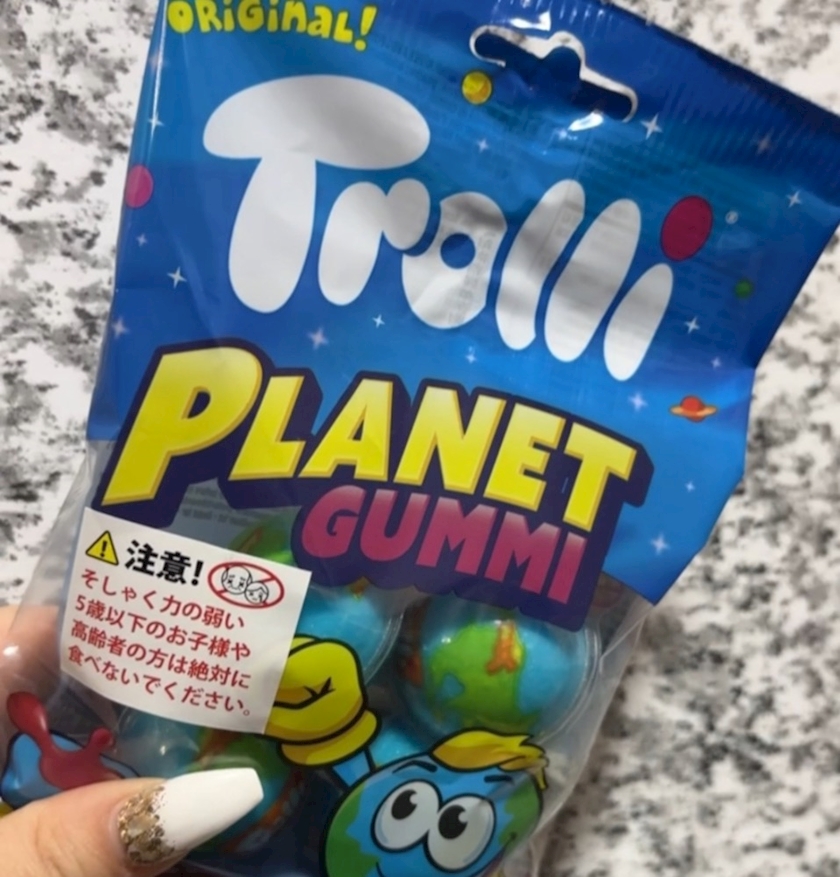 ORIGINAL!
Trolli
®
PLANET
GUMMI
注意!
そしゃく力の弱い
5歳以下のお子様や
高齢者の方は絶対に
食べないでください。